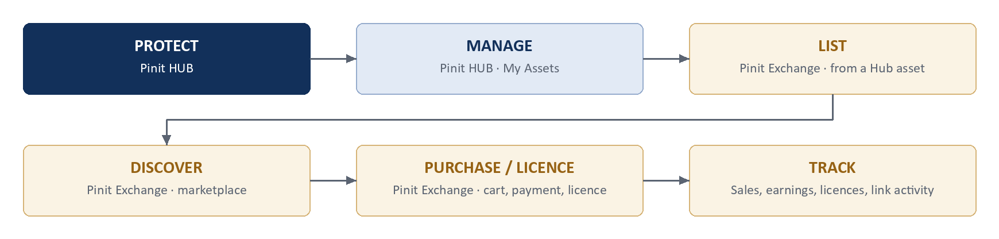 PROTECT
Pinit HUB
MANAGE
Pinit HUB · My Assets
LIST
Pinit Exchange · from a Hub asset
DISCOVER
Pinit Exchange · marketplace
PURCHASE / LICENCE
Pinit Exchange · cart, payment, licence
TRACK
Sales, earnings, licences, link activity